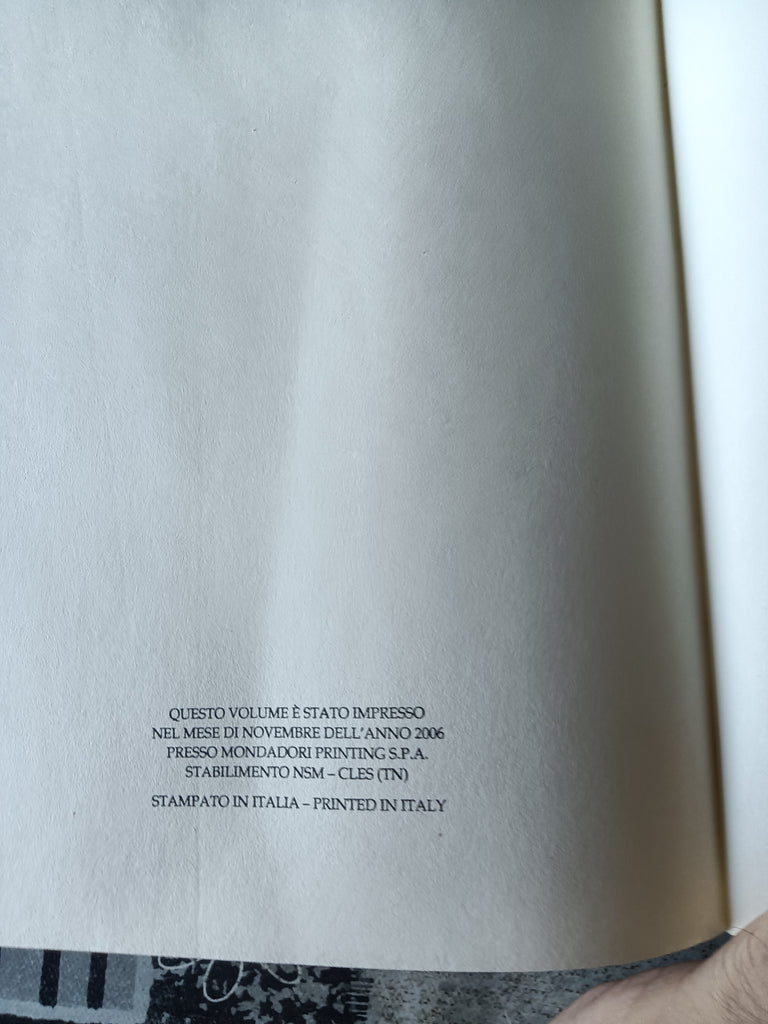 QUESTO VOLUME È STATO IMPRESSO
NEL MESE DI NOVEMBRE DELL'ANNO 2006
PRESSO MONDADORI PRINTING S.P.A.
STABILIMENTO NSM – CLES (TN)
STAMPATO IN ITALIA – PRINTED IN ITALY